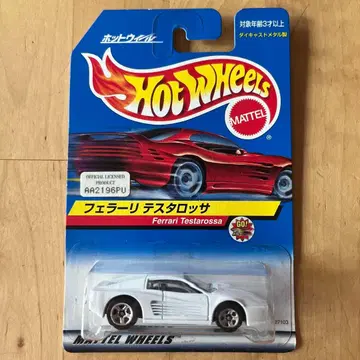 ホットウィール
対象年齢3才以上
ダイキャストメタル製
HOT WHEELS
MATTEL
OFFICIAL LICENSED
PRODUCT
AA2196PU
フェラーリ テスタロッサ
Ferrari Testarossa
GO!
MATTEL WHEELS